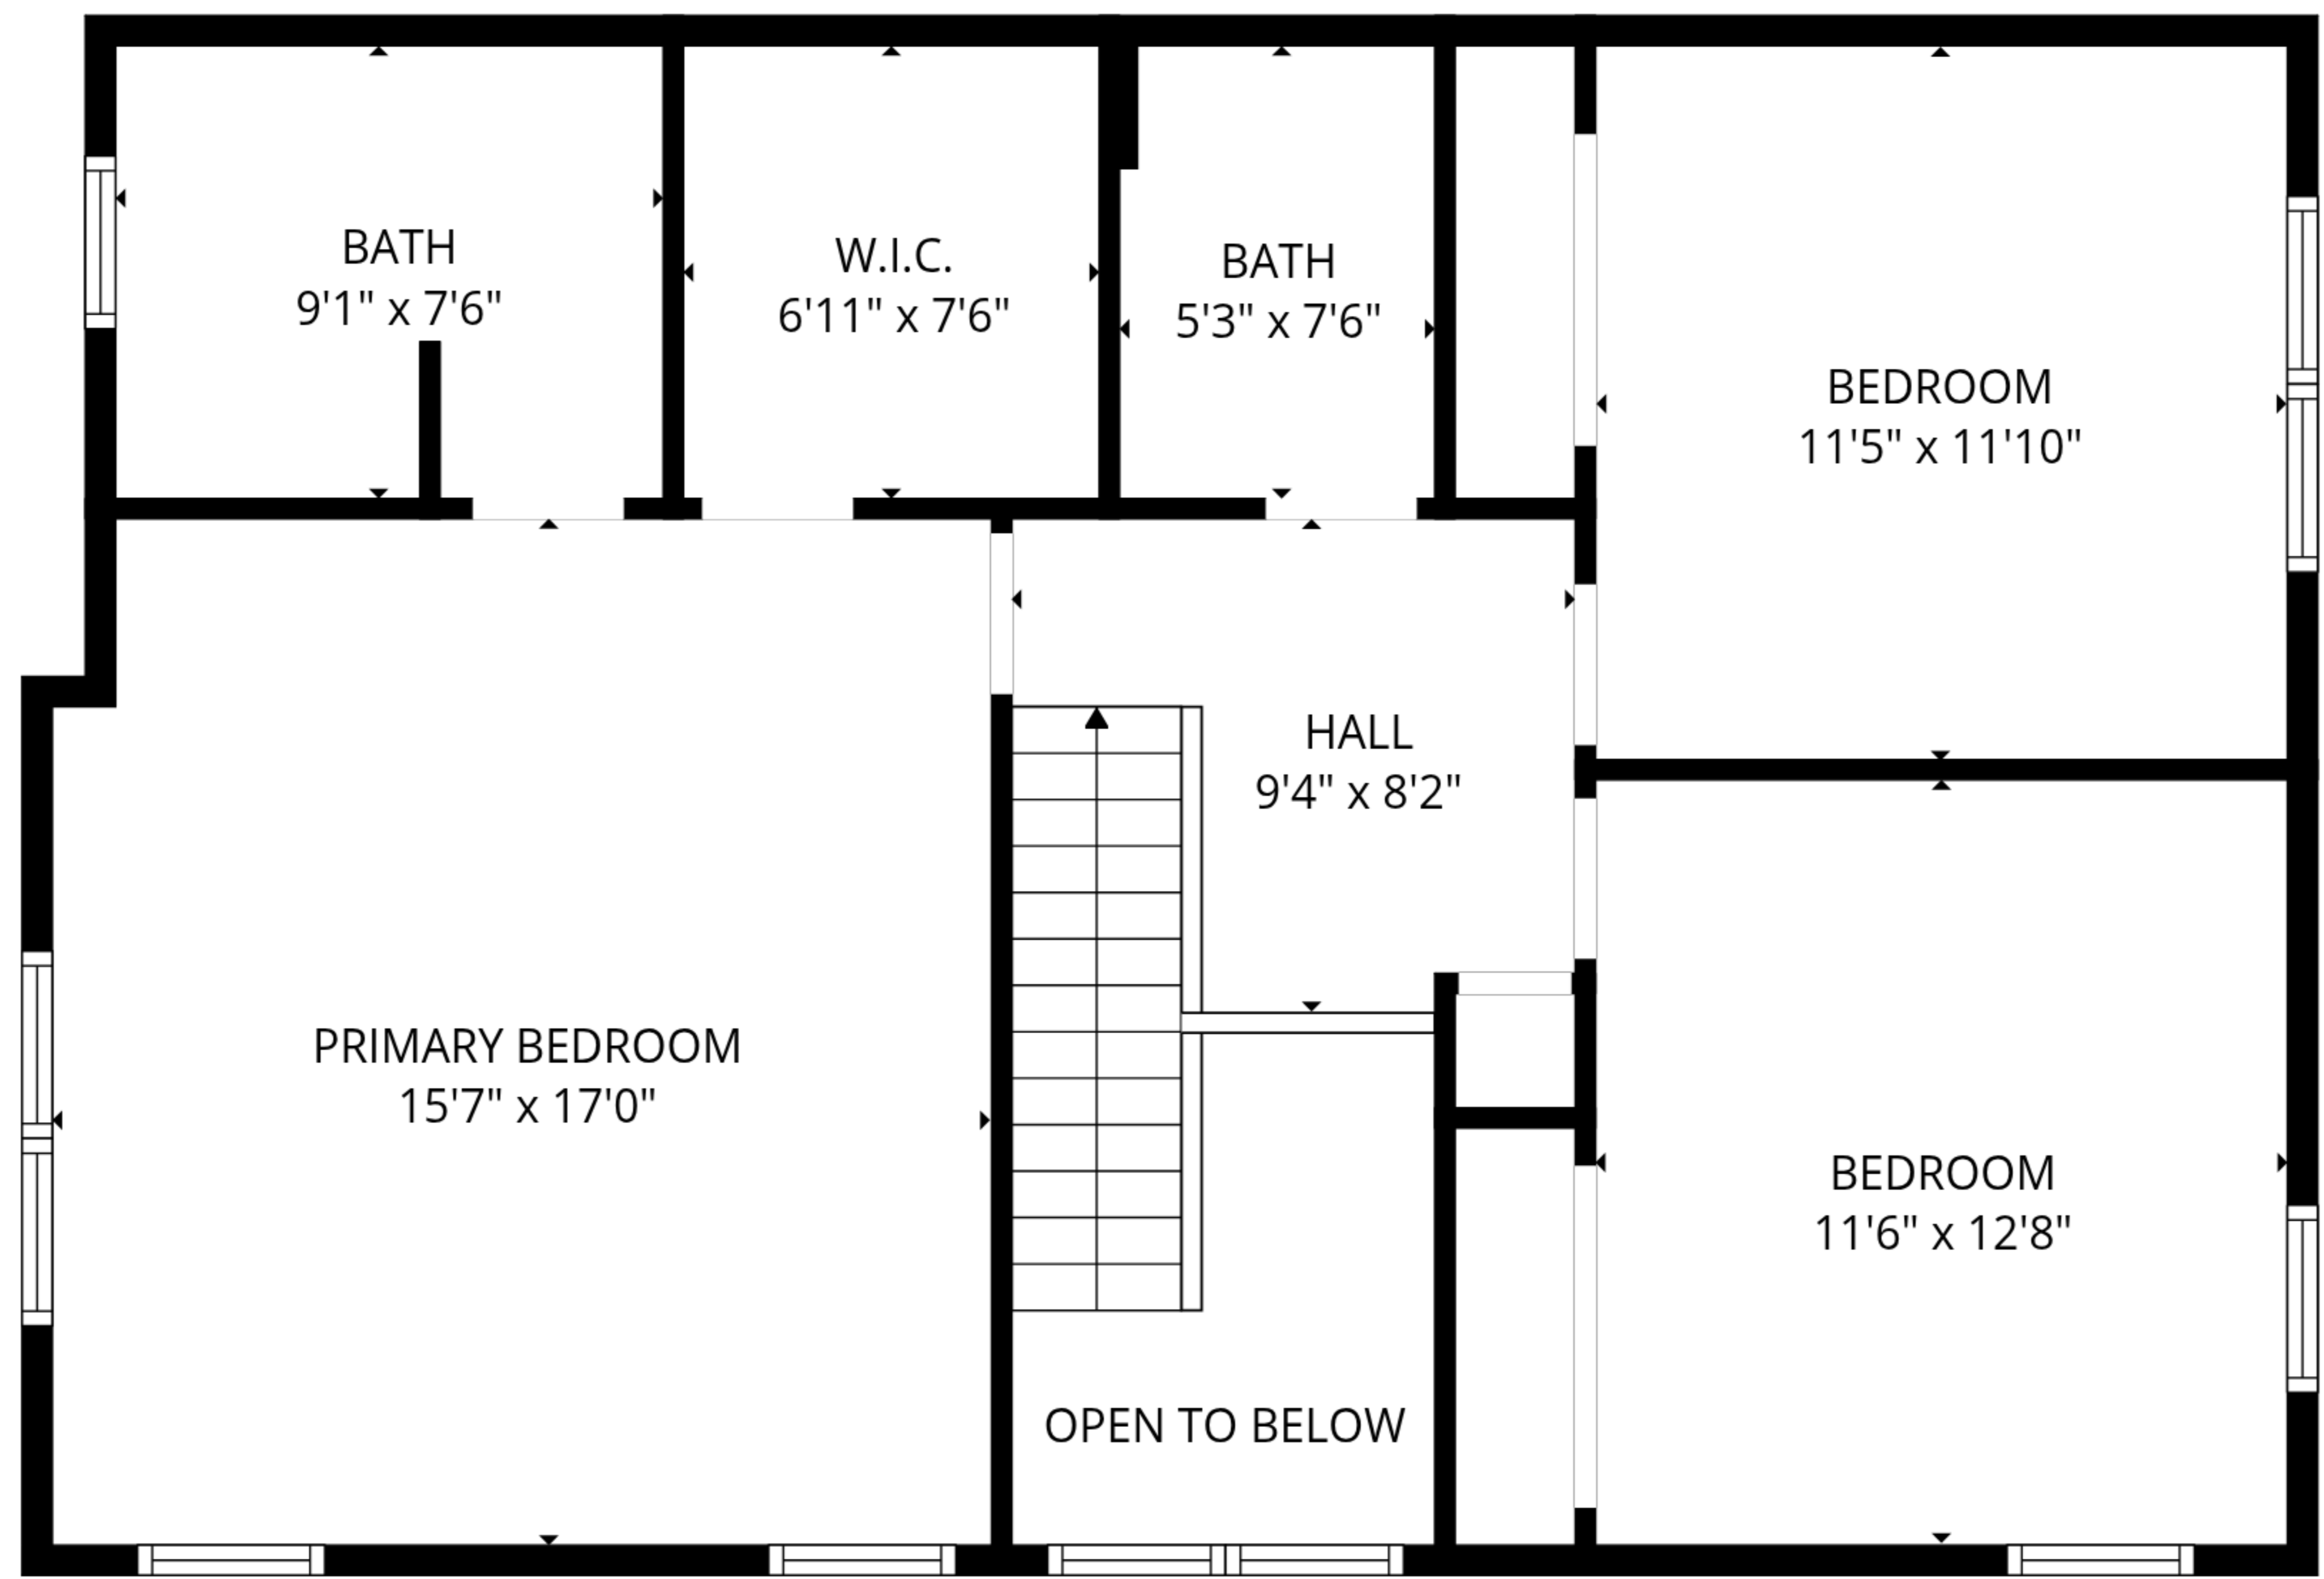 BATH
9'1" x 7'6"
W.I.C.
6'11" x 7'6"
BATH
5'3" x 7'6"
BEDROOM
11'5" x 11'10"
HALL
9'4" x 8'2"
PRIMARY BEDROOM
15'7" x 17'0"
BEDROOM
11'6" x 12'8"
OPEN TO BELOW